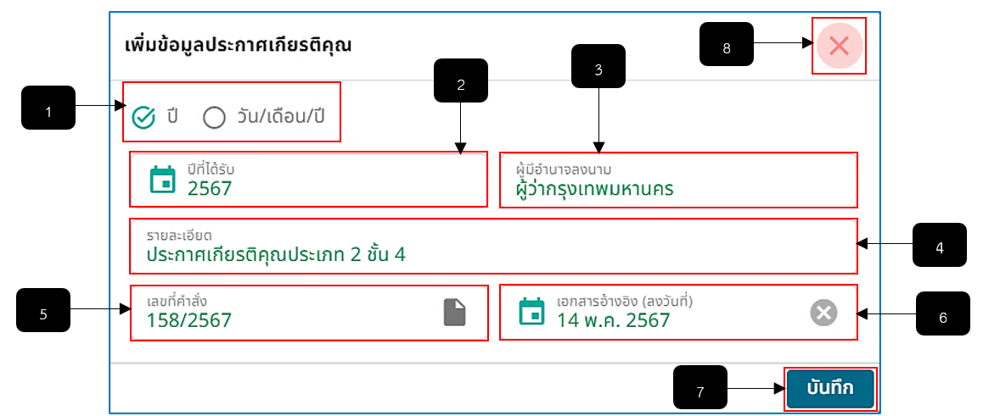 เพิ่มข้อมูลประกาศเกียรติคุณ
8
1
2
3
ปี
วัน/เดือน/ปี
ปีที่ได้รับ
2567
ผู้มีอำนาจลงนาม
ผู้ว่ากรุงเทพมหานคร
รายละเอียด
ประกาศเกียรติคุณประเภท 2 ชั้น 4
4
5
เลขที่คำสั่ง
158/2567
เอกสารอ้างอิง (ลงวันที่)
14 พ.ค. 2567
6
7
บันทึก